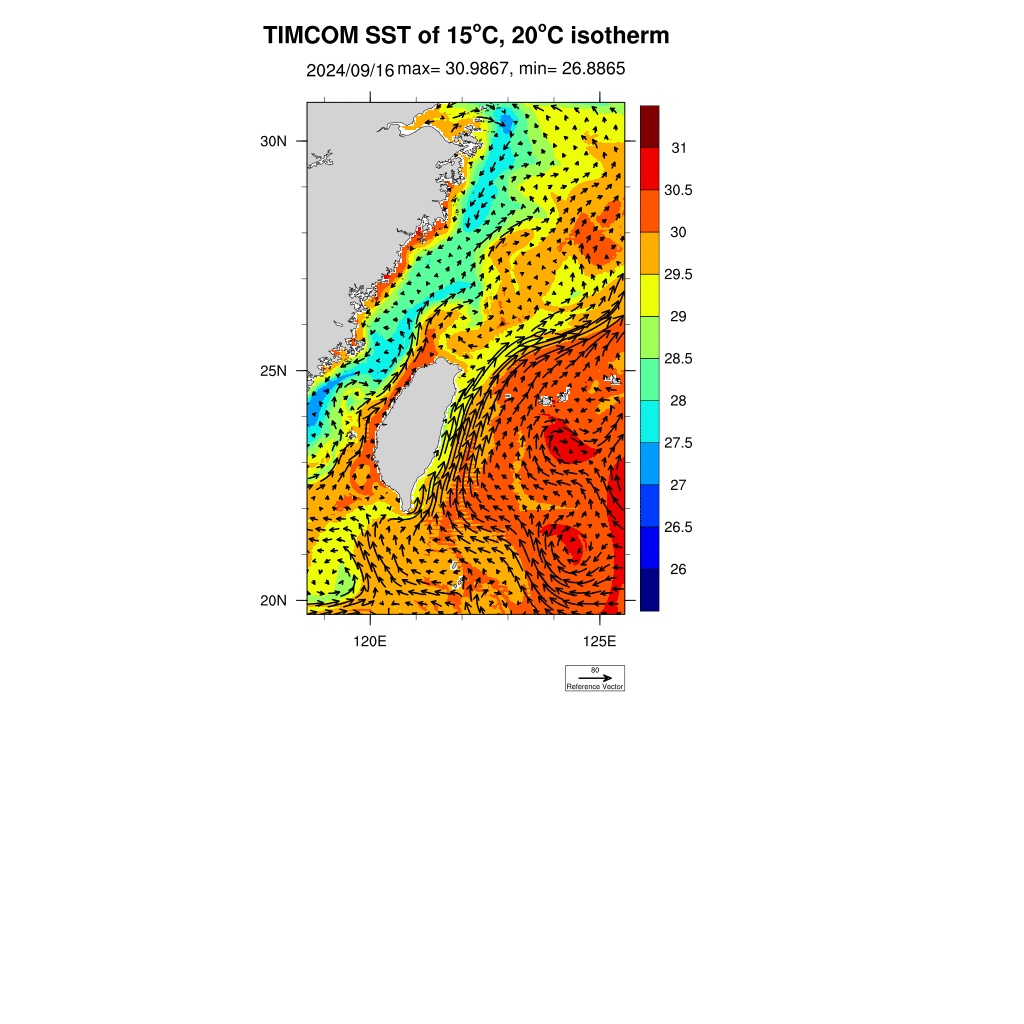 TIMCOM SST of 15°C, 20°C isotherm
2024/09/16 max= 30.9867, min= 26.8865
30N
25N
20N
120E
125E
31
30.5
30
29.5
29
28.5
28
27.5
27
26.5
26
80
Reference Vector